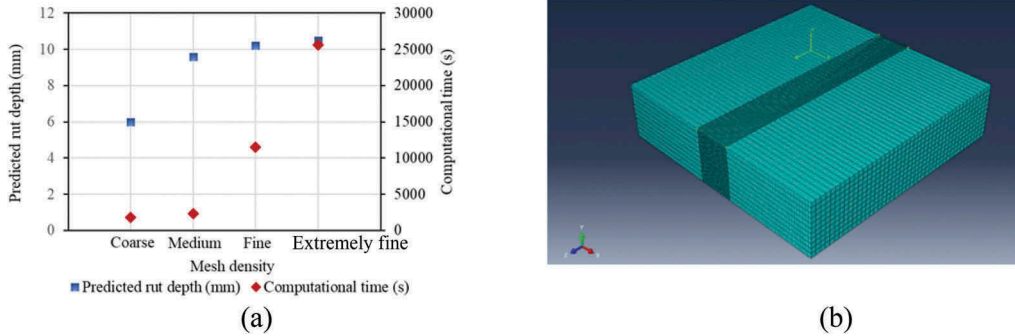 12
10
8
6
4
2
0
30000
25000
20000
15000
10000
5000
0
Predicted rut depth (mm)
Computational time (s)
Coarse Medium Fine Extremely fine
Mesh density
Predicted rut depth (mm) Computational time (s)
(a)
(b)